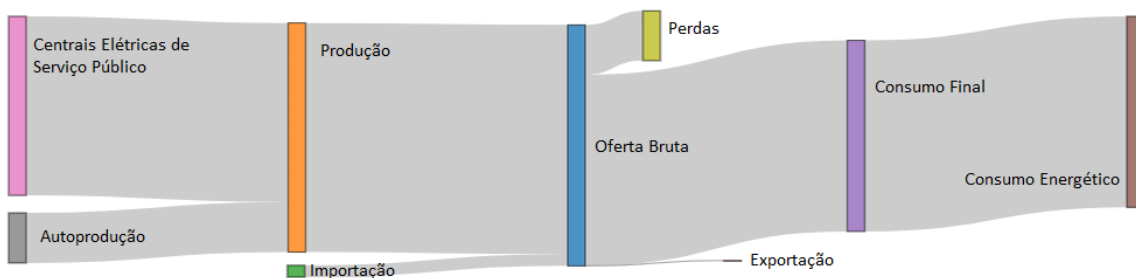 Centrais Elétricas de
Serviço Público
Produção
Perdas
Consumo Final
Oferta Bruta
Consumo Energético
Autoprodução
Importação
Exportação